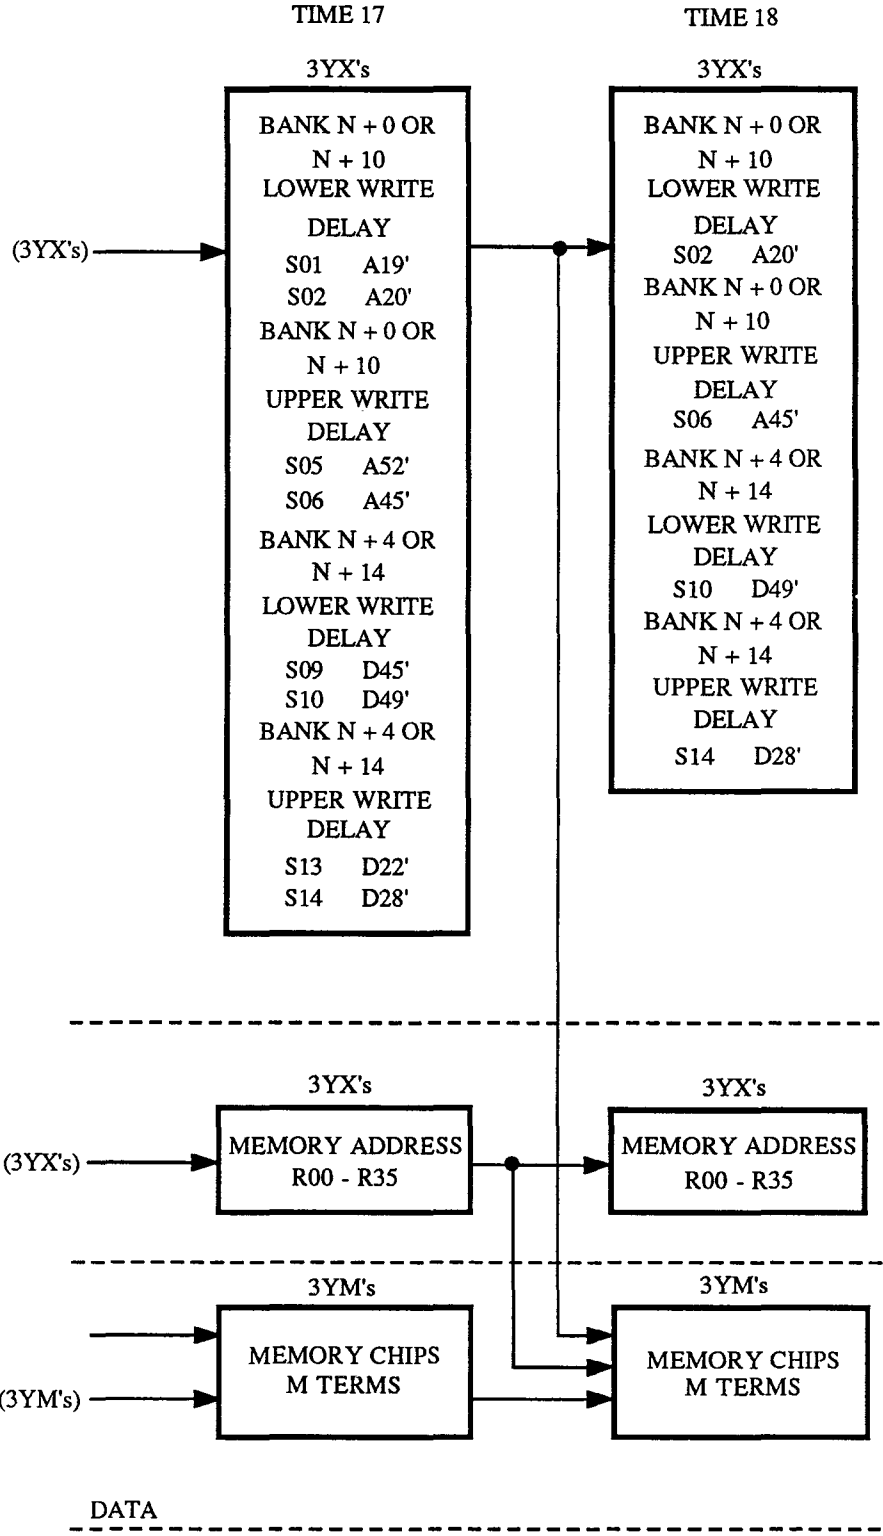 TIME 17
TIME 18
3YX's
3YX's
(3YX's)
BANK N + 0 OR
N + 10
LOWER WRITE
DELAY
S01 A19'
S02 A20'
BANK N + 0 OR
N + 10
UPPER WRITE
DELAY
S05 A52'
S06 A45'
BANK N + 4 OR
N + 14
LOWER WRITE
DELAY
S09 D45'
S10 D49'
BANK N + 4 OR
N + 14
UPPER WRITE
DELAY
S13 D22'
S14 D28'
BANK N + 0 OR
N + 10
LOWER WRITE
DELAY
S02 A20'
BANK N + 0 OR
N + 10
UPPER WRITE
DELAY
S06 A45'
BANK N + 4 OR
N + 14
LOWER WRITE
DELAY
S10 D49'
BANK N + 4 OR
N + 14
UPPER WRITE
DELAY
S14 D28'
3YX's
3YX's
(3YX's)
MEMORY ADDRESS
R00 - R35
MEMORY ADDRESS
R00 - R35
3YM's
3YM's
(3YM's)
MEMORY CHIPS
M TERMS
MEMORY CHIPS
M TERMS
DATA